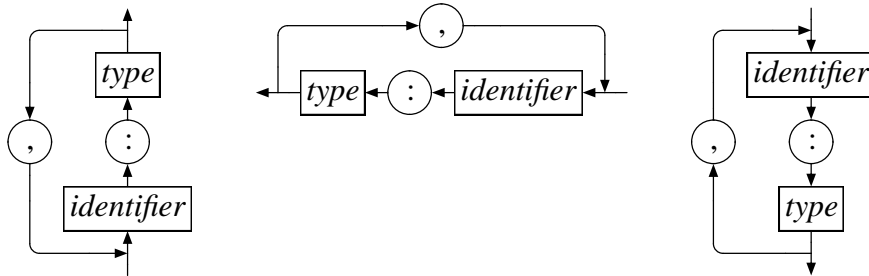 type
:
,
identifier
,
type : identifier
identifier
,
:
type